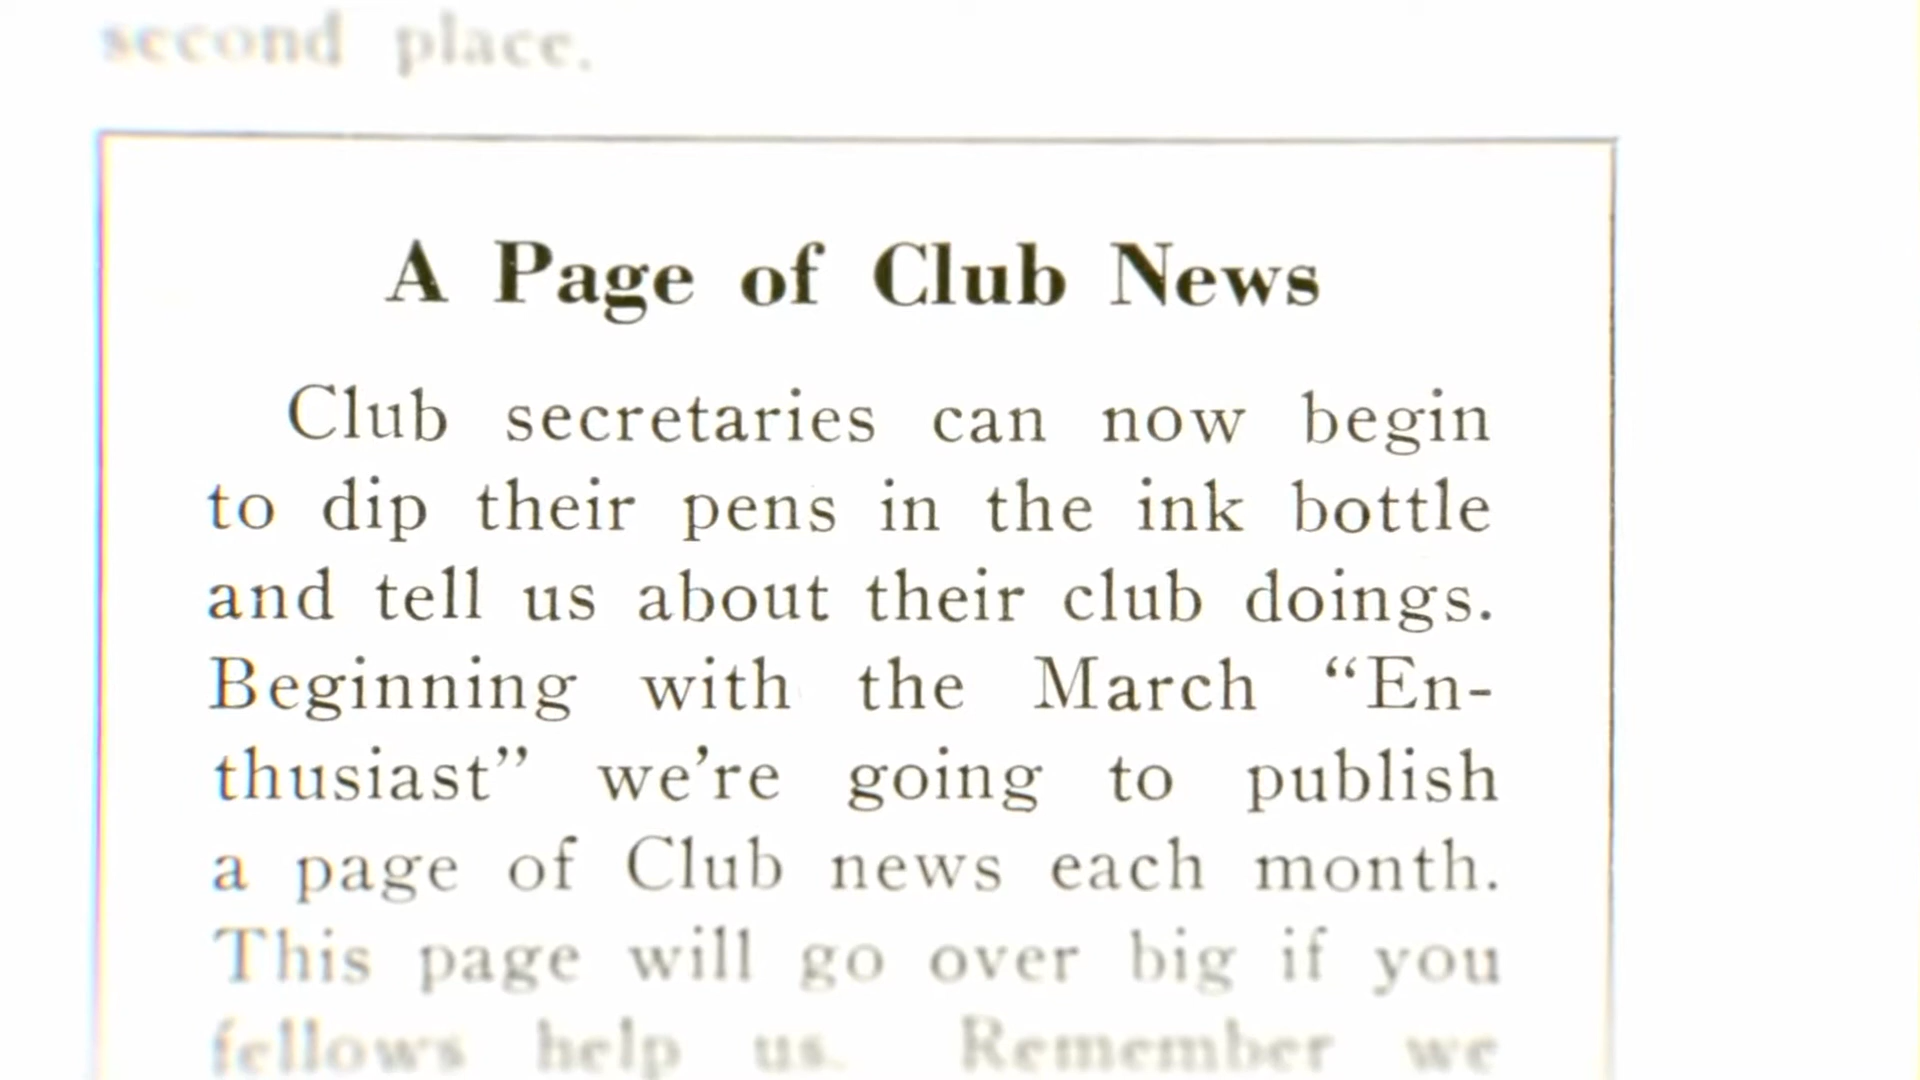 second place.
A Page of Club News
Club secretaries can now begin
to dip their pens in the ink bottle
and tell us about their club doings.
Beginning with the March “En-
thusiast” we’re going to publish
a page of Club news each month.
This page will go over big if you
fellows help us. Remember we